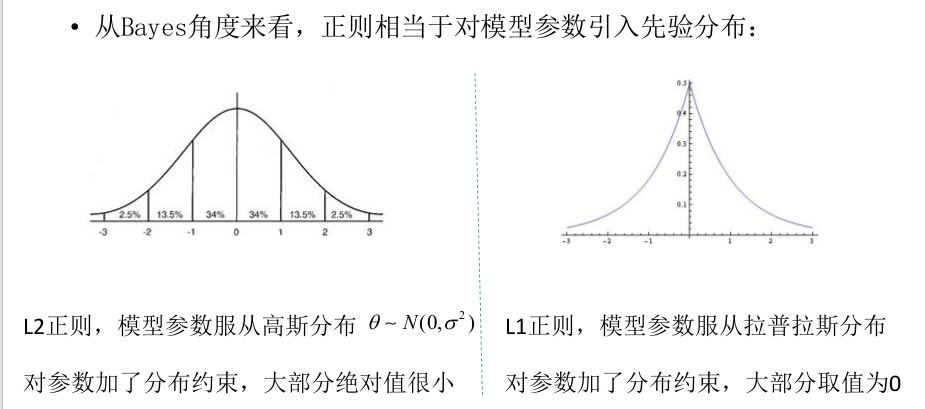 • 从Bayes角度来看，正则相当于对模型参数引入先验分布：
2.5% 13.5% 34% 34% 13.5% 2.5%
-3 -2 -1 0 1 2 3
0.5
0.4
0.3
0.2
0.1
-3 -2 -1 1 2 3
L2正则，模型参数服从高斯分布 θ ~ N(0,σ²)
对参数加了分布约束，大部分绝对值很小
L1正则，模型参数服从拉普拉斯分布
对参数加了分布约束，大部分取值为0